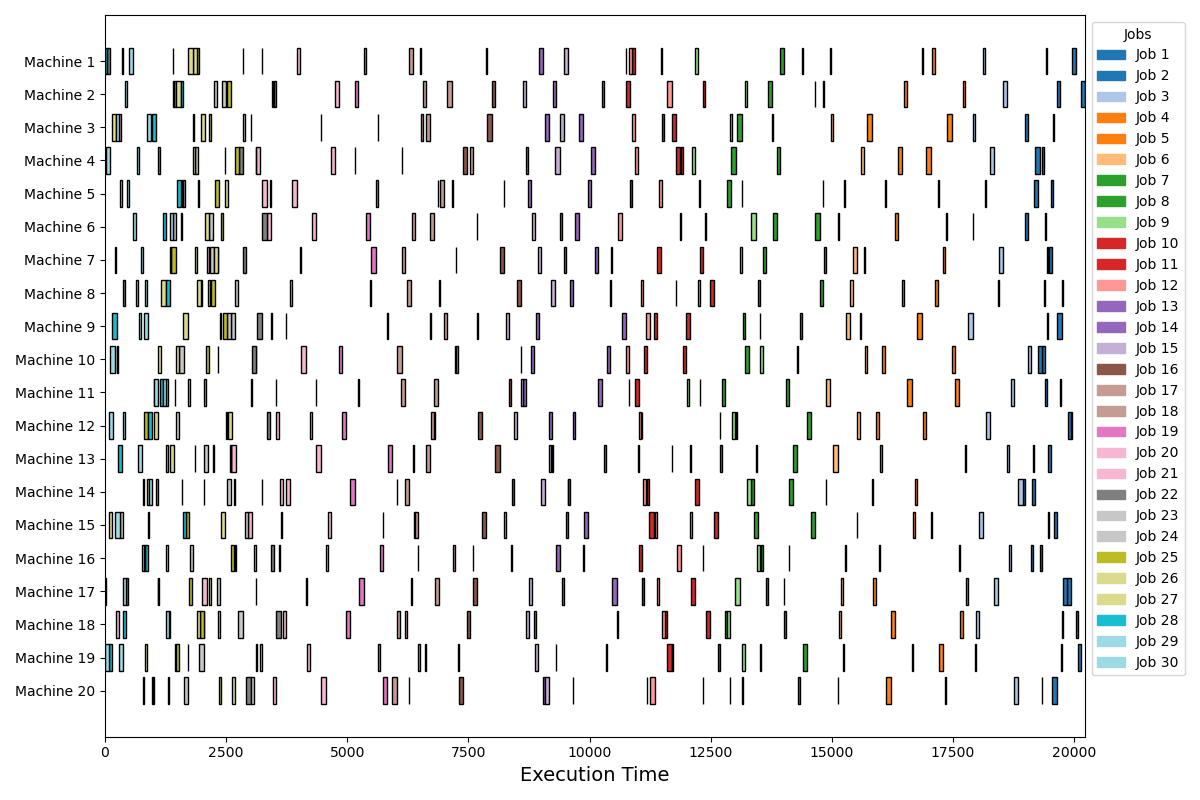 Machine 1
Machine 2
Machine 3
Machine 4
Machine 5
Machine 6
Machine 7
Machine 8
Machine 9
Machine 10
Machine 11
Machine 12
Machine 13
Machine 14
Machine 15
Machine 16
Machine 17
Machine 18
Machine 19
Machine 20
0 2500 5000 7500 10000 12500 15000 17500 20000
Execution Time
Jobs
Job 1
Job 2
Job 3
Job 4
Job 5
Job 6
Job 7
Job 8
Job 9
Job 10
Job 11
Job 12
Job 13
Job 14
Job 15
Job 16
Job 17
Job 18
Job 19
Job 20
Job 21
Job 22
Job 23
Job 24
Job 25
Job 26
Job 27
Job 28
Job 29
Job 30